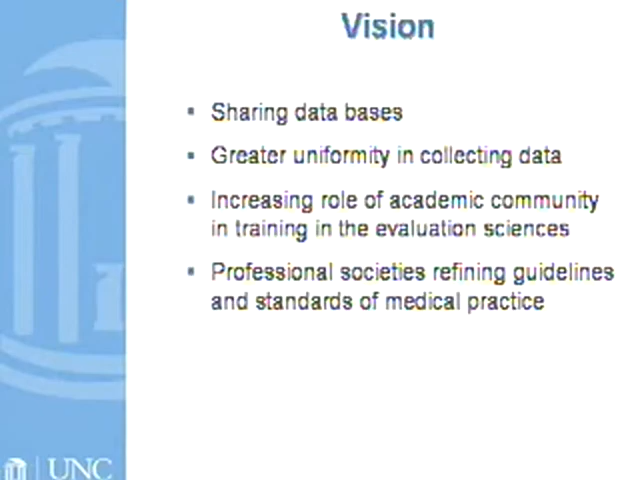 Vision
▪ Sharing data bases
▪ Greater uniformity in collecting data
▪ Increasing role of academic community
in training in the evaluation sciences
▪ Professional societies refining guidelines
and standards of medical practice
UNC